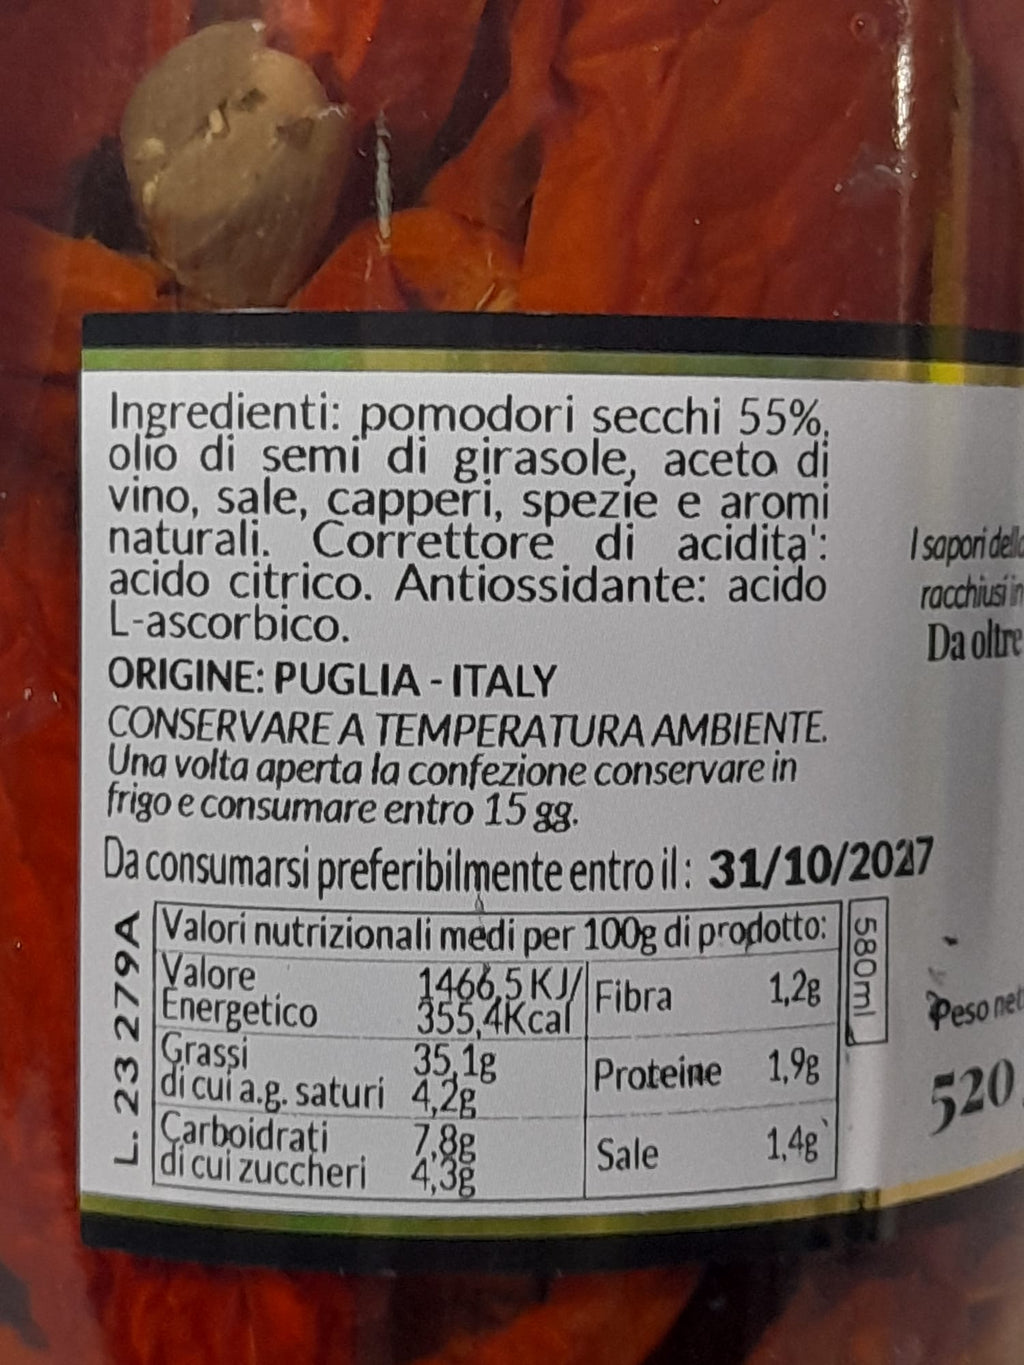 Ingredienti: pomodori secchi 55%,
olio di semi di girasole, aceto di
vino, sale, capperi, spezie e aromi
naturali. Correttore di acidita':
acido citrico. Antiossidante: acido
L-ascorbico.
ORIGINE: PUGLIA - ITALY
CONSERVARE A TEMPERATURA AMBIENTE.
Una volta aperta la confezione conservare in
frigo e consumare entro 15 gg.
Da consumarsi preferibilmente entro il: 31/10/2027
L. 23279A
Valori nutrizionali medi per 100g di prodotto:
Valore
Energetico
1466,5 KJ/
355,4Kcal
Grassi 35,1g
di cui a.g. saturi 4,2g
Carboidrati 7,8g
di cui zuccheri 4,3g
Fibra 1,2g
Proteine 1,9g
Sale 1,4g
580ml
I sapori
racchiusi
Da oltre
Peso
520